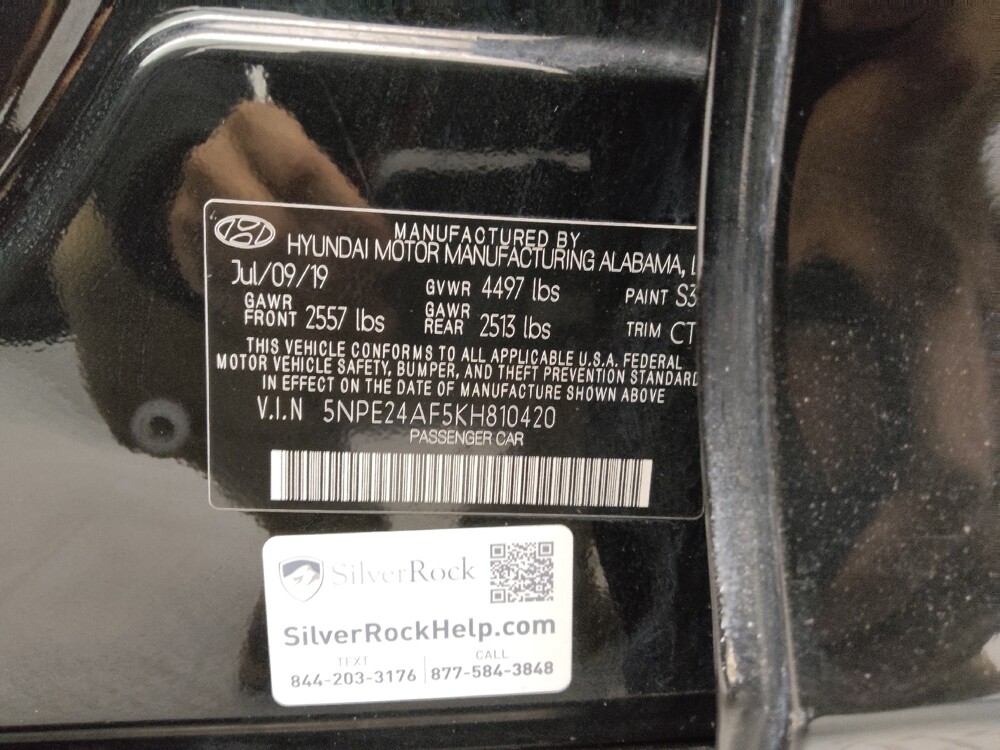 MANUFACTURED BY
HYUNDAI MOTOR MANUFACTURING ALABAMA,
Jul/09/19 GVWR 4497 lbs PAINT S3
GAWR FRONT 2557 lbs GAWR REAR 2513 lbs TRIM CT
THIS VEHICLE CONFORMS TO ALL APPLICABLE U.S.A. FEDERAL
MOTOR VEHICLE SAFETY, BUMPER, AND THEFT PREVENTION STANDARD
IN EFFECT ON THE DATE OF MANUFACTURE SHOWN ABOVE
V.I.N 5NPE24AF5KH810420
PASSENGER CAR
SilverRock
SilverRockHelp.com
TEXT CALL
844-203-3176 877-584-3848